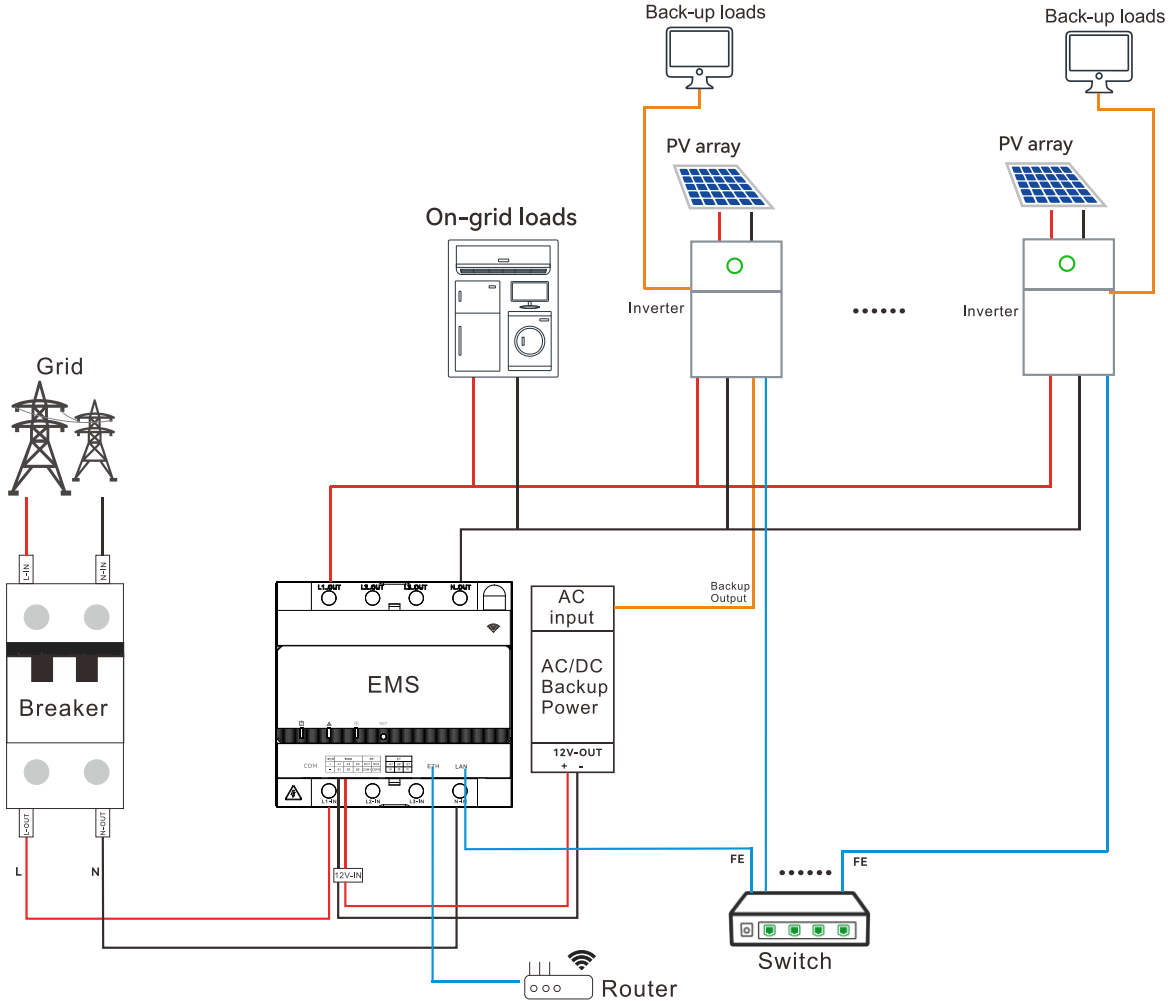 Back-up loads
Back-up loads
PV array
PV array
On-grid loads
Inverter
Inverter
Grid
L-IN
N-IN
L1_OUT
L2_OUT
L3_OUT
N_OUT
Backup
Output
AC
input
EMS
AC/DC
Backup
Power
Breaker
RST
12V-OUT
+ -
COM
ETH
LAN
L1-IN
L2-IN
L3-IN
N-IN
L-OUT
N-OUT
L
N
12V-IN
FE
FE
Switch
Router